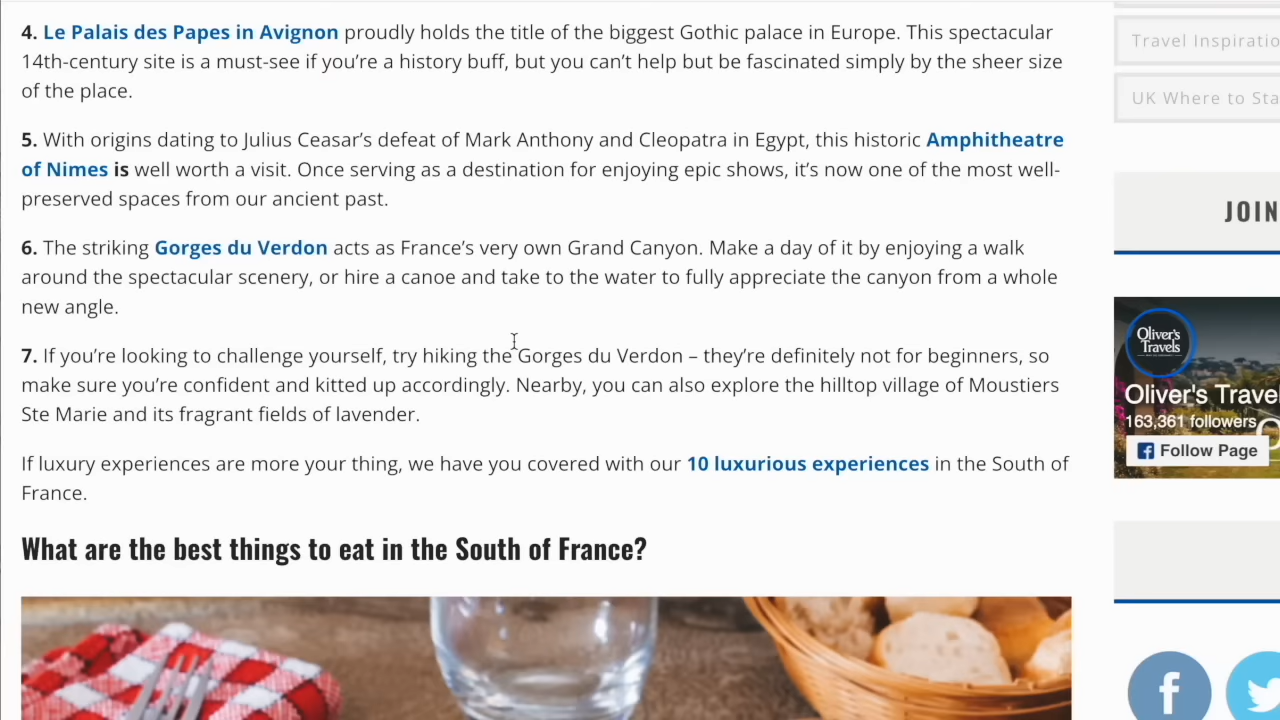 4. Le Palais des Papes in Avignon proudly holds the title of the biggest Gothic palace in Europe. This spectacular
14th-century site is a must-see if you’re a history buff, but you can’t help but be fascinated simply by the sheer size
of the place.
5. With origins dating to Julius Ceasar’s defeat of Mark Anthony and Cleopatra in Egypt, this historic Amphitheatre
of Nimes is well worth a visit. Once serving as a destination for enjoying epic shows, it’s now one of the most well-
preserved spaces from our ancient past.
6. The striking Gorges du Verdon acts as France’s very own Grand Canyon. Make a day of it by enjoying a walk
around the spectacular scenery, or hire a canoe and take to the water to fully appreciate the canyon from a whole
new angle.
7. If you’re looking to challenge yourself, try hiking the Gorges du Verdon – they’re definitely not for beginners, so
make sure you’re confident and kitted up accordingly. Nearby, you can also explore the hilltop village of Moustiers
Ste Marie and its fragrant fields of lavender.
If luxury experiences are more your thing, we have you covered with our 10 luxurious experiences in the South of
France.
What are the best things to eat in the South of France?
Travel Inspiratio
UK Where to Sta
JOIN
Oliver's
Travels
Oliver's Trave
163,361 followers
Follow Page